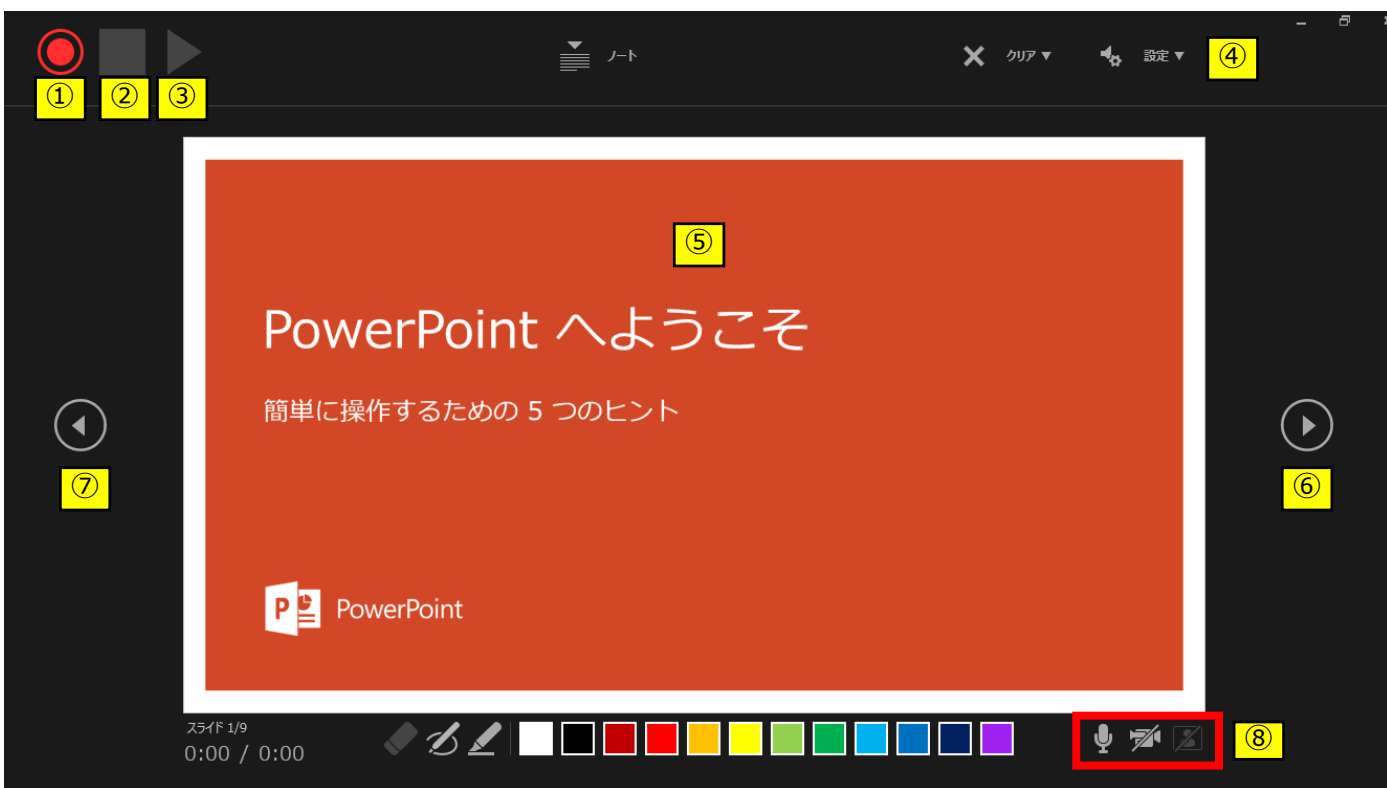 ノート
クリア ▼
設定 ▼
④
①
②
③
⑤
PowerPoint へようこそ
簡単に操作するための 5 つのヒント
⑦
⑥
P
PowerPoint
スライド 1/9
0:00 / 0:00
⑧